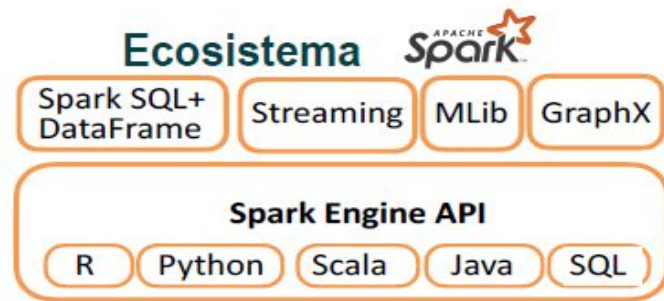 Ecosistema
APACHE
Spark
Spark SQL+
DataFrame
Streaming
MLib
GraphX
Spark Engine API
R
Python
Scala
Java
SQL